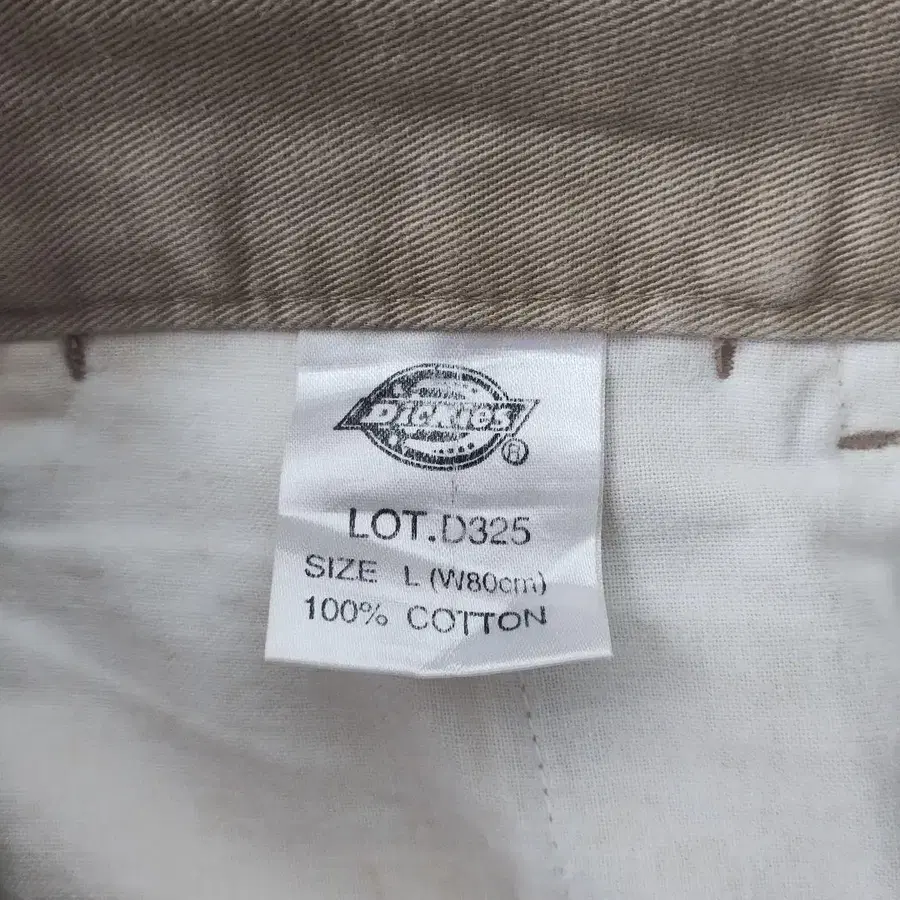 DICKIES
®
LOT.D325
SIZE L (W80cm)
100% COTTON